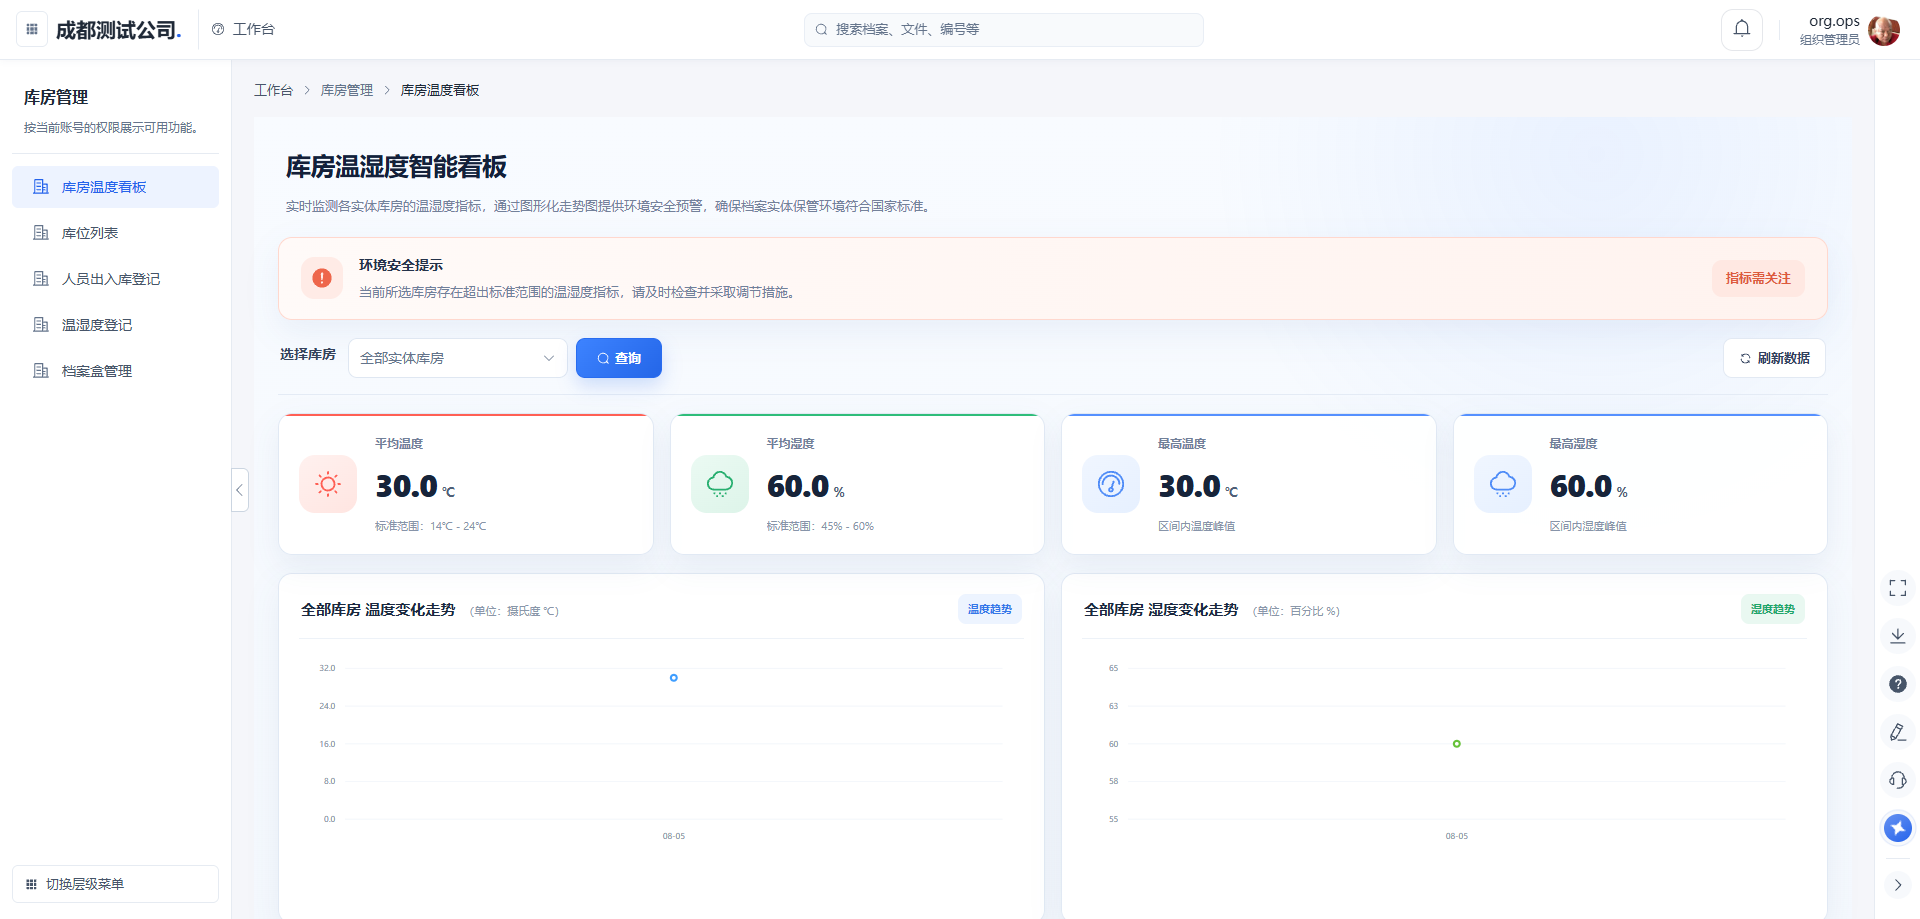 成都测试公司.
工作台
搜索档案、文件、编号等
org.ops
组织管理员
库房管理
按当前账号的权限展示可用功能。
库房温度看板
库位列表
人员出入库登记
温湿度登记
档案盒管理
切换层级菜单
工作台 > 库房管理 > 库房温度看板
库房温湿度智能看板
实时监测各实体库房的温湿度指标，通过图形化走势图提供环境安全预警，确保档案实体保管环境符合国家标准。
环境安全提示
当前所选库房存在超出标准范围的温湿度指标，请及时检查并采取调节措施。
指标需关注
选择库房
全部实体库房
查询
刷新数据
平均温度
30.0 ℃
标准范围：14℃ - 24℃
平均湿度
60.0 %
标准范围：45% - 60%
最高温度
30.0 ℃
区间内温度峰值
最高湿度
60.0 %
区间内湿度峰值
全部库房 温度变化走势 （单位：摄氏度 ℃）
温度趋势
32.0
24.0
16.0
8.0
0.0
08-05
全部库房 湿度变化走势 （单位：百分比 %）
湿度趋势
65
63
60
58
55
08-05